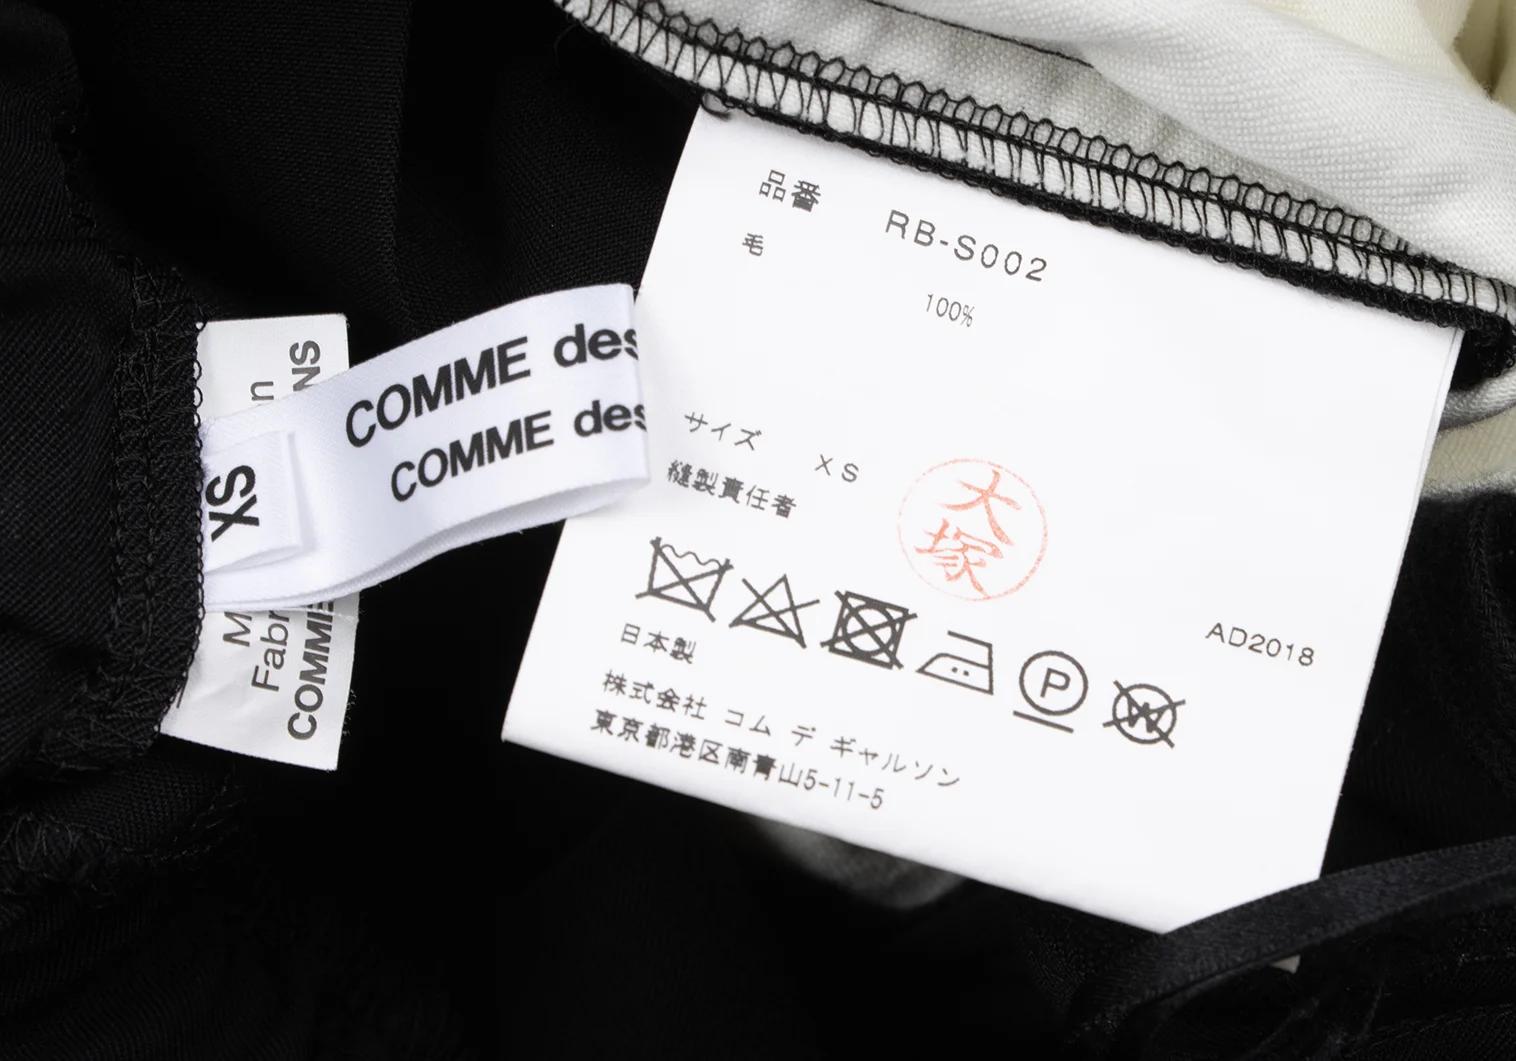 COMME des
COMME des
XS
n
NS
M
Fabr
COMME
品番 RB-S002
毛 100%
サイズ XS
縫製責任者
大塚
P
W
AD2018
日本製
株式会社 コム デ ギャルソン
東京都港区南青山5-11-5